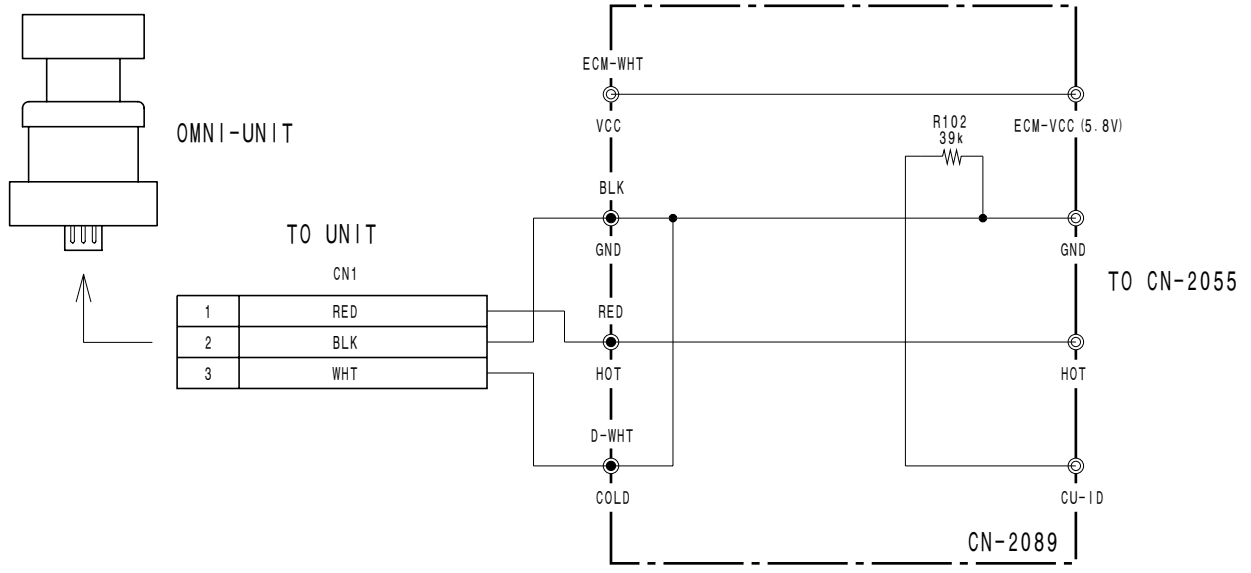 ECM-WHT
VCC
R102
39k
ECM-VCC (5.8V)
OMNI-UNIT
BLK
GND
GND
TO UNIT
CN1
TO CN-2055
1 RED
2 BLK
3 WHT
RED
HOT
HOT
D-WHT
COLD
CU-ID
CN-2089